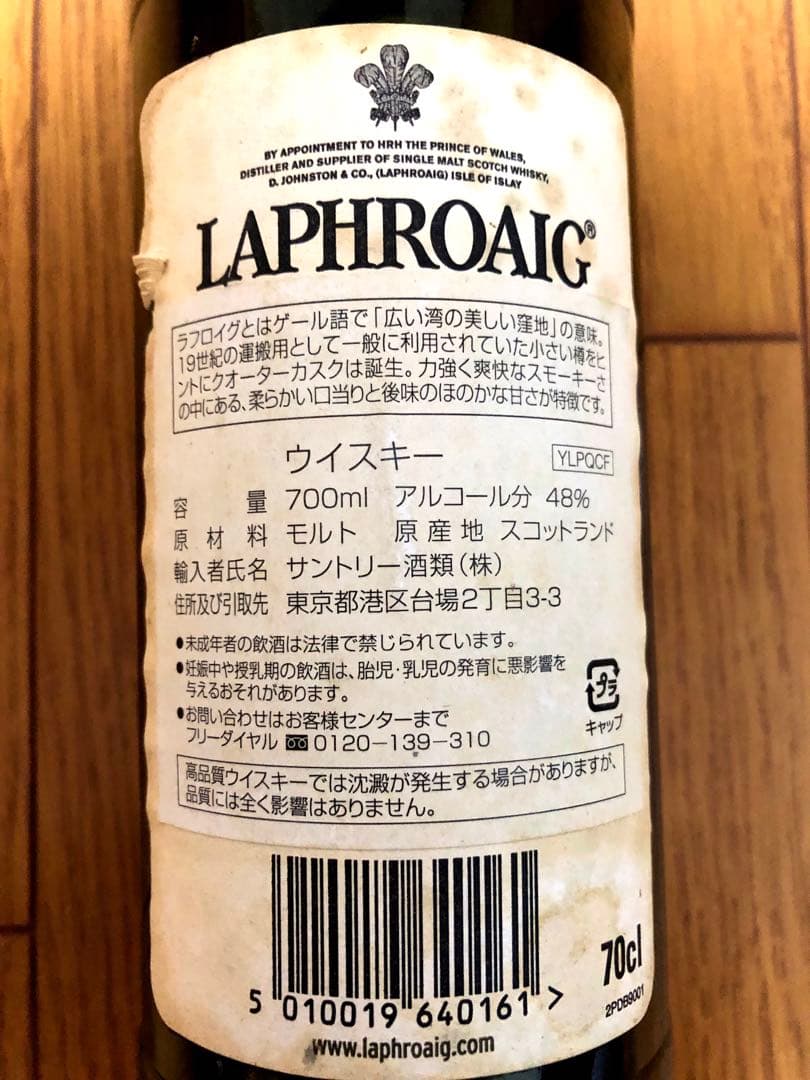 BY APPOINTMENT TO HRH THE PRINCE OF WALES,
DISTILLER AND SUPPLIER OF SINGLE MALT SCOTCH WHISKY,
D. JOHNSTON & CO., (LAPHROAIG) ISLE OF ISLAY
LAPHROAIG®
ラフロイグとはゲール語で「広い湾の美しい窪地」の意味。
19世紀の運搬用として一般に利用されていた小さい樽をヒ
ントにクオーターカスクは誕生。力強く爽快なスモーキーさ
の中にある、柔らかい口当りと後味のほのかな甘さが特徴です。
ウイスキー YLPQCF
容量 700ml アルコール分 48%
原材料 モルト 原産地 スコットランド
輸入者氏名 サントリー酒類(株)
住所及び引取先 東京都港区台場2丁目3-3
●未成年者の飲酒は法律で禁じられています。
●妊娠中や授乳期の飲酒は、胎児・乳児の発育に悪影響を
与えるおそれがあります。
●お問い合わせはお客様センターまで
フリーダイヤル 0120-139-310
プラ
キャップ
高品質ウイスキーでは沈澱が発生する場合がありますが、
品質には全く影響はありません。
5 010019 640161 >
70cl
2PDB9001
www.laphroaig.com